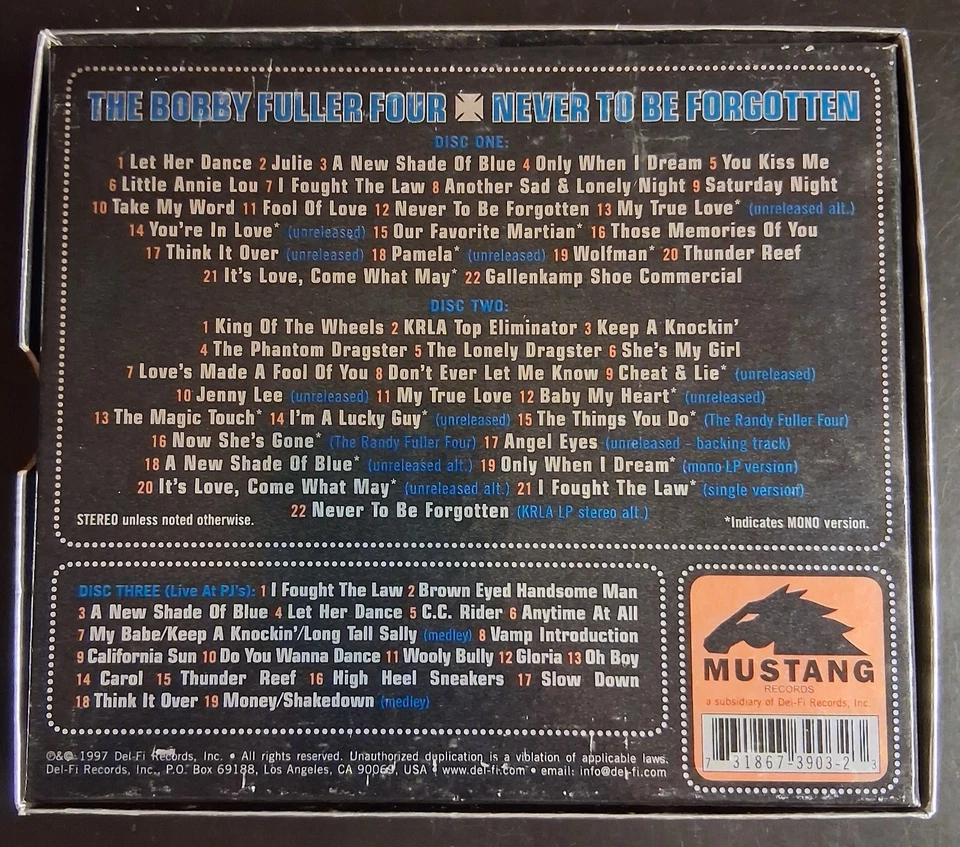 THE BOBBY FULLER FOUR NEVER TO BE FORGOTTEN
DISC ONE:
1 Let Her Dance 2 Julie 3 A New Shade Of Blue 4 Only When I Dream 5 You Kiss Me
6 Little Annie Lou 7 I Fought The Law 8 Another Sad & Lonely Night 9 Saturday Night
10 Take My Word 11 Fool Of Love 12 Never To Be Forgotten 13 My True Love* (unreleased alt.)
14 You're In Love* (unreleased) 15 Our Favorite Martian* 16 Those Memories Of You
17 Think It Over (unreleased) 18 Pamela* (unreleased) 19 Wolfman* 20 Thunder Reef
21 It's Love, Come What May* 22 Gallenkamp Shoe Commercial
DISC TWO:
1 King Of The Wheels 2 KRLA Top Eliminator 3 Keep A Knockin'
4 The Phantom Dragster 5 The Lonely Dragster 6 She's My Girl
7 Love's Made A Fool Of You 8 Don't Ever Let Me Know 9 Cheat & Lie* (unreleased)
10 Jenny Lee (unreleased) 11 My True Love 12 Baby My Heart* (unreleased)
13 The Magic Touch* 14 I'm A Lucky Guy* (unreleased) 15 The Things You Do* (The Randy Fuller Four)
16 Now She's Gone* (The Randy Fuller Four) 17 Angel Eyes (unreleased - backing track)
18 A New Shade Of Blue* (unreleased alt.) 19 Only When I Dream* (mono LP version)
20 It's Love, Come What May* (unreleased alt.) 21 I Fought The Law* (single version)
22 Never To Be Forgotten (KRLA LP stereo alt.)
STEREO unless noted otherwise.
*Indicates MONO version.
DISC THREE (Live At PJ's): 1 I Fought The Law 2 Brown Eyed Handsome Man
3 A New Shade Of Blue 4 Let Her Dance 5 C.C. Rider 6 Anytime At All
7 My Babe/Keep A Knockin'/Long Tall Sally (medley) 8 Vamp Introduction
9 California Sun 10 Do You Wanna Dance 11 Wooly Bully 12 Gloria 13 Oh Boy
14 Carol 15 Thunder Reef 16 High Heel Sneakers 17 Slow Down
18 Think It Over 19 Money/Shakedown (medley)
MUSTANG
RECORDS
a subsidiary of Del-Fi Records, Inc.
7 31867-3903-2 3
℗&© 1997 Del-Fi Records, Inc. • All rights reserved. Unauthorized duplication is a violation of applicable laws.
Del-Fi Records, Inc., P.O. Box 69188, Los Angeles, CA 90069, USA • www.del-fi.com • email: info@del-fi.com